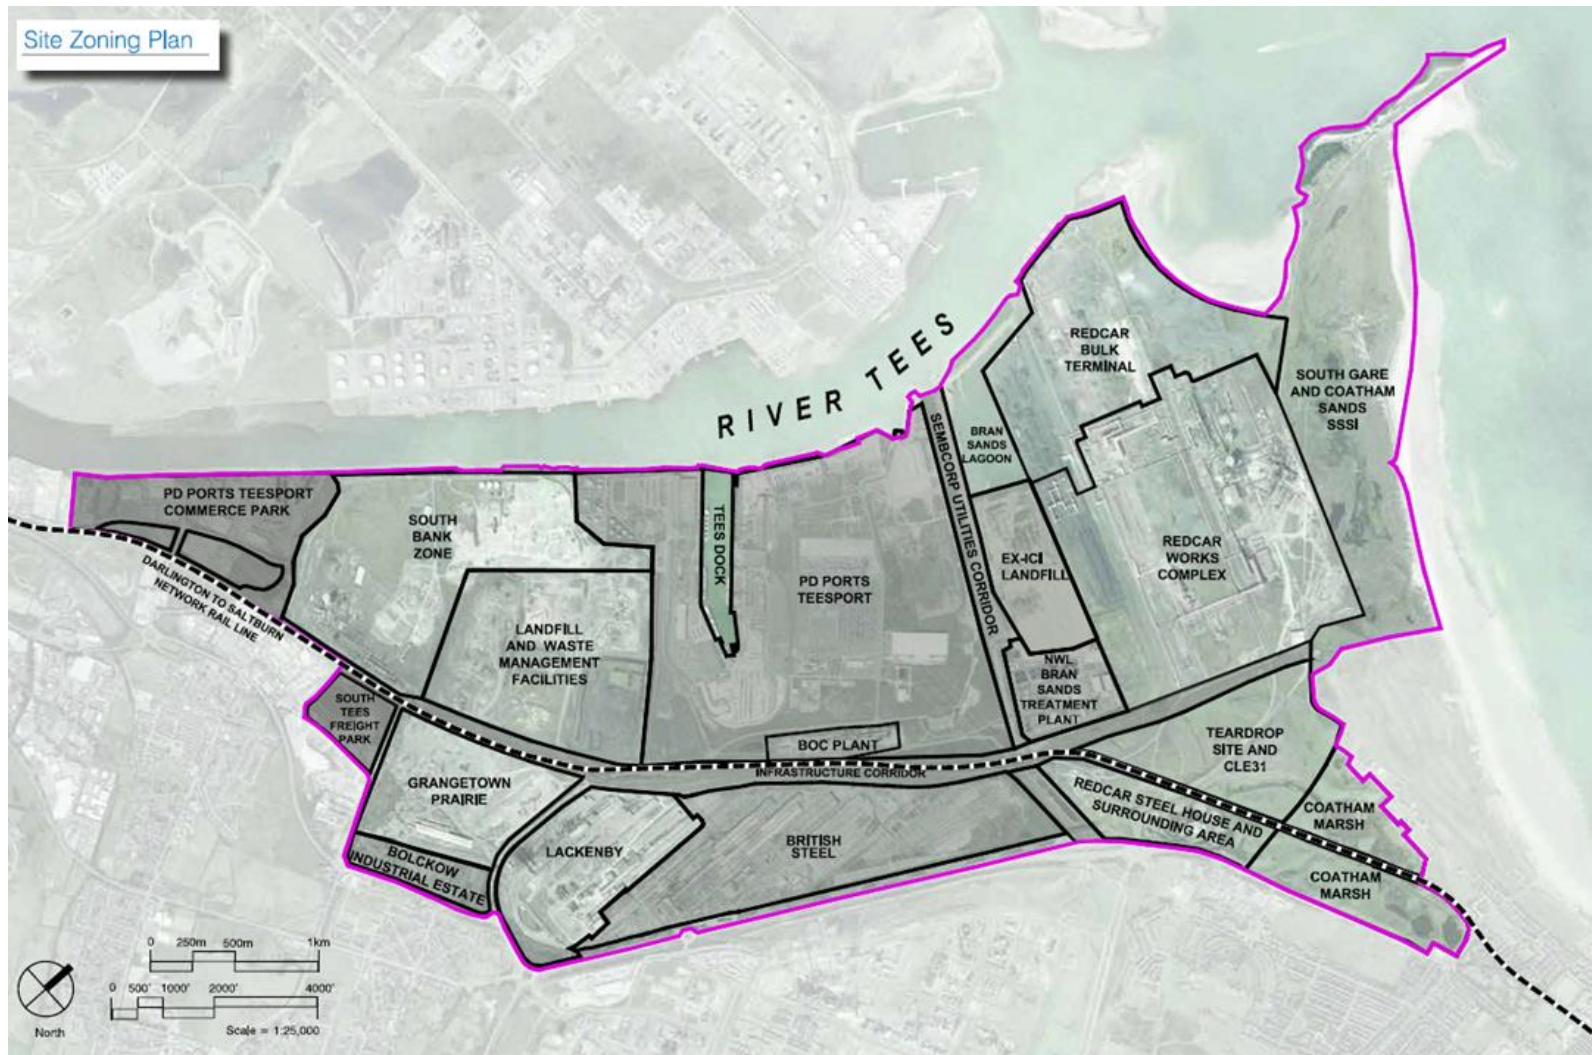 Site Zoning Plan
RIVER TEES
REDCAR
BULK
TERMINAL
SOUTH GARE
AND COATHAM
SANDS
SSSI
BRAN
SANDS
LAGOON
SEMBCORP UTILITIES CORRIDOR
PD PORTS TEESPORT
COMMERCE PARK
SOUTH
BANK
ZONE
TEES DOCK
PD PORTS
TEESPORT
EX-ICI
LANDFILL
REDCAR
WORKS
COMPLEX
DARLINGTON TO SALTBURN
NETWORK RAIL LINE
LANDFILL
AND WASTE
MANAGEMENT
FACILITIES
NWL
BRAN
SANDS
TREATMENT
PLANT
SOUTH
TEES
FREIGHT
PARK
BOC PLANT
TEARDROP
SITE AND
CLE31
INFRASTRUCTURE CORRIDOR
GRANGETOWN
PRAIRIE
REDCAR STEEL HOUSE AND
SURROUNDING AREA
COATHAM
MARSH
BOLCKOW
INDUSTRIAL ESTATE
LACKENBY
BRITISH
STEEL
COATHAM
MARSH
0 250m 500m 1km
0 500' 1000' 2000' 4000'
North
Scale = 1:25,000